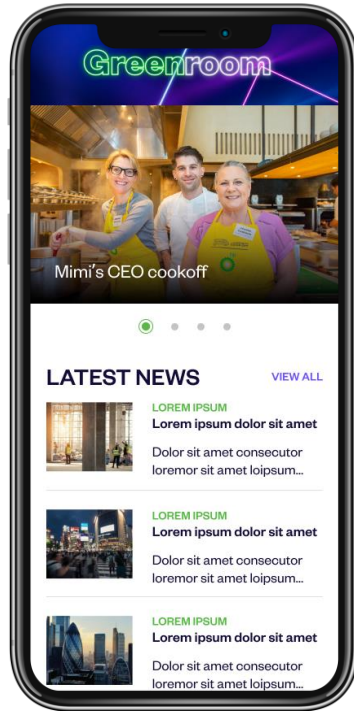 Greenroom
Mimi's CEO cookoff
LATEST NEWS
VIEW ALL
LOREM IPSUM
Lorem ipsum dolor sit amet
Dolor sit amet consecutor
loremor sit amet loipsum...
LOREM IPSUM
Lorem ipsum dolor sit amet
Dolor sit amet consecutor
loremor sit amet loipsum...
LOREM IPSUM
Lorem ipsum dolor sit amet
Dolor sit amet consecutor
loremor sit amet loipsum...